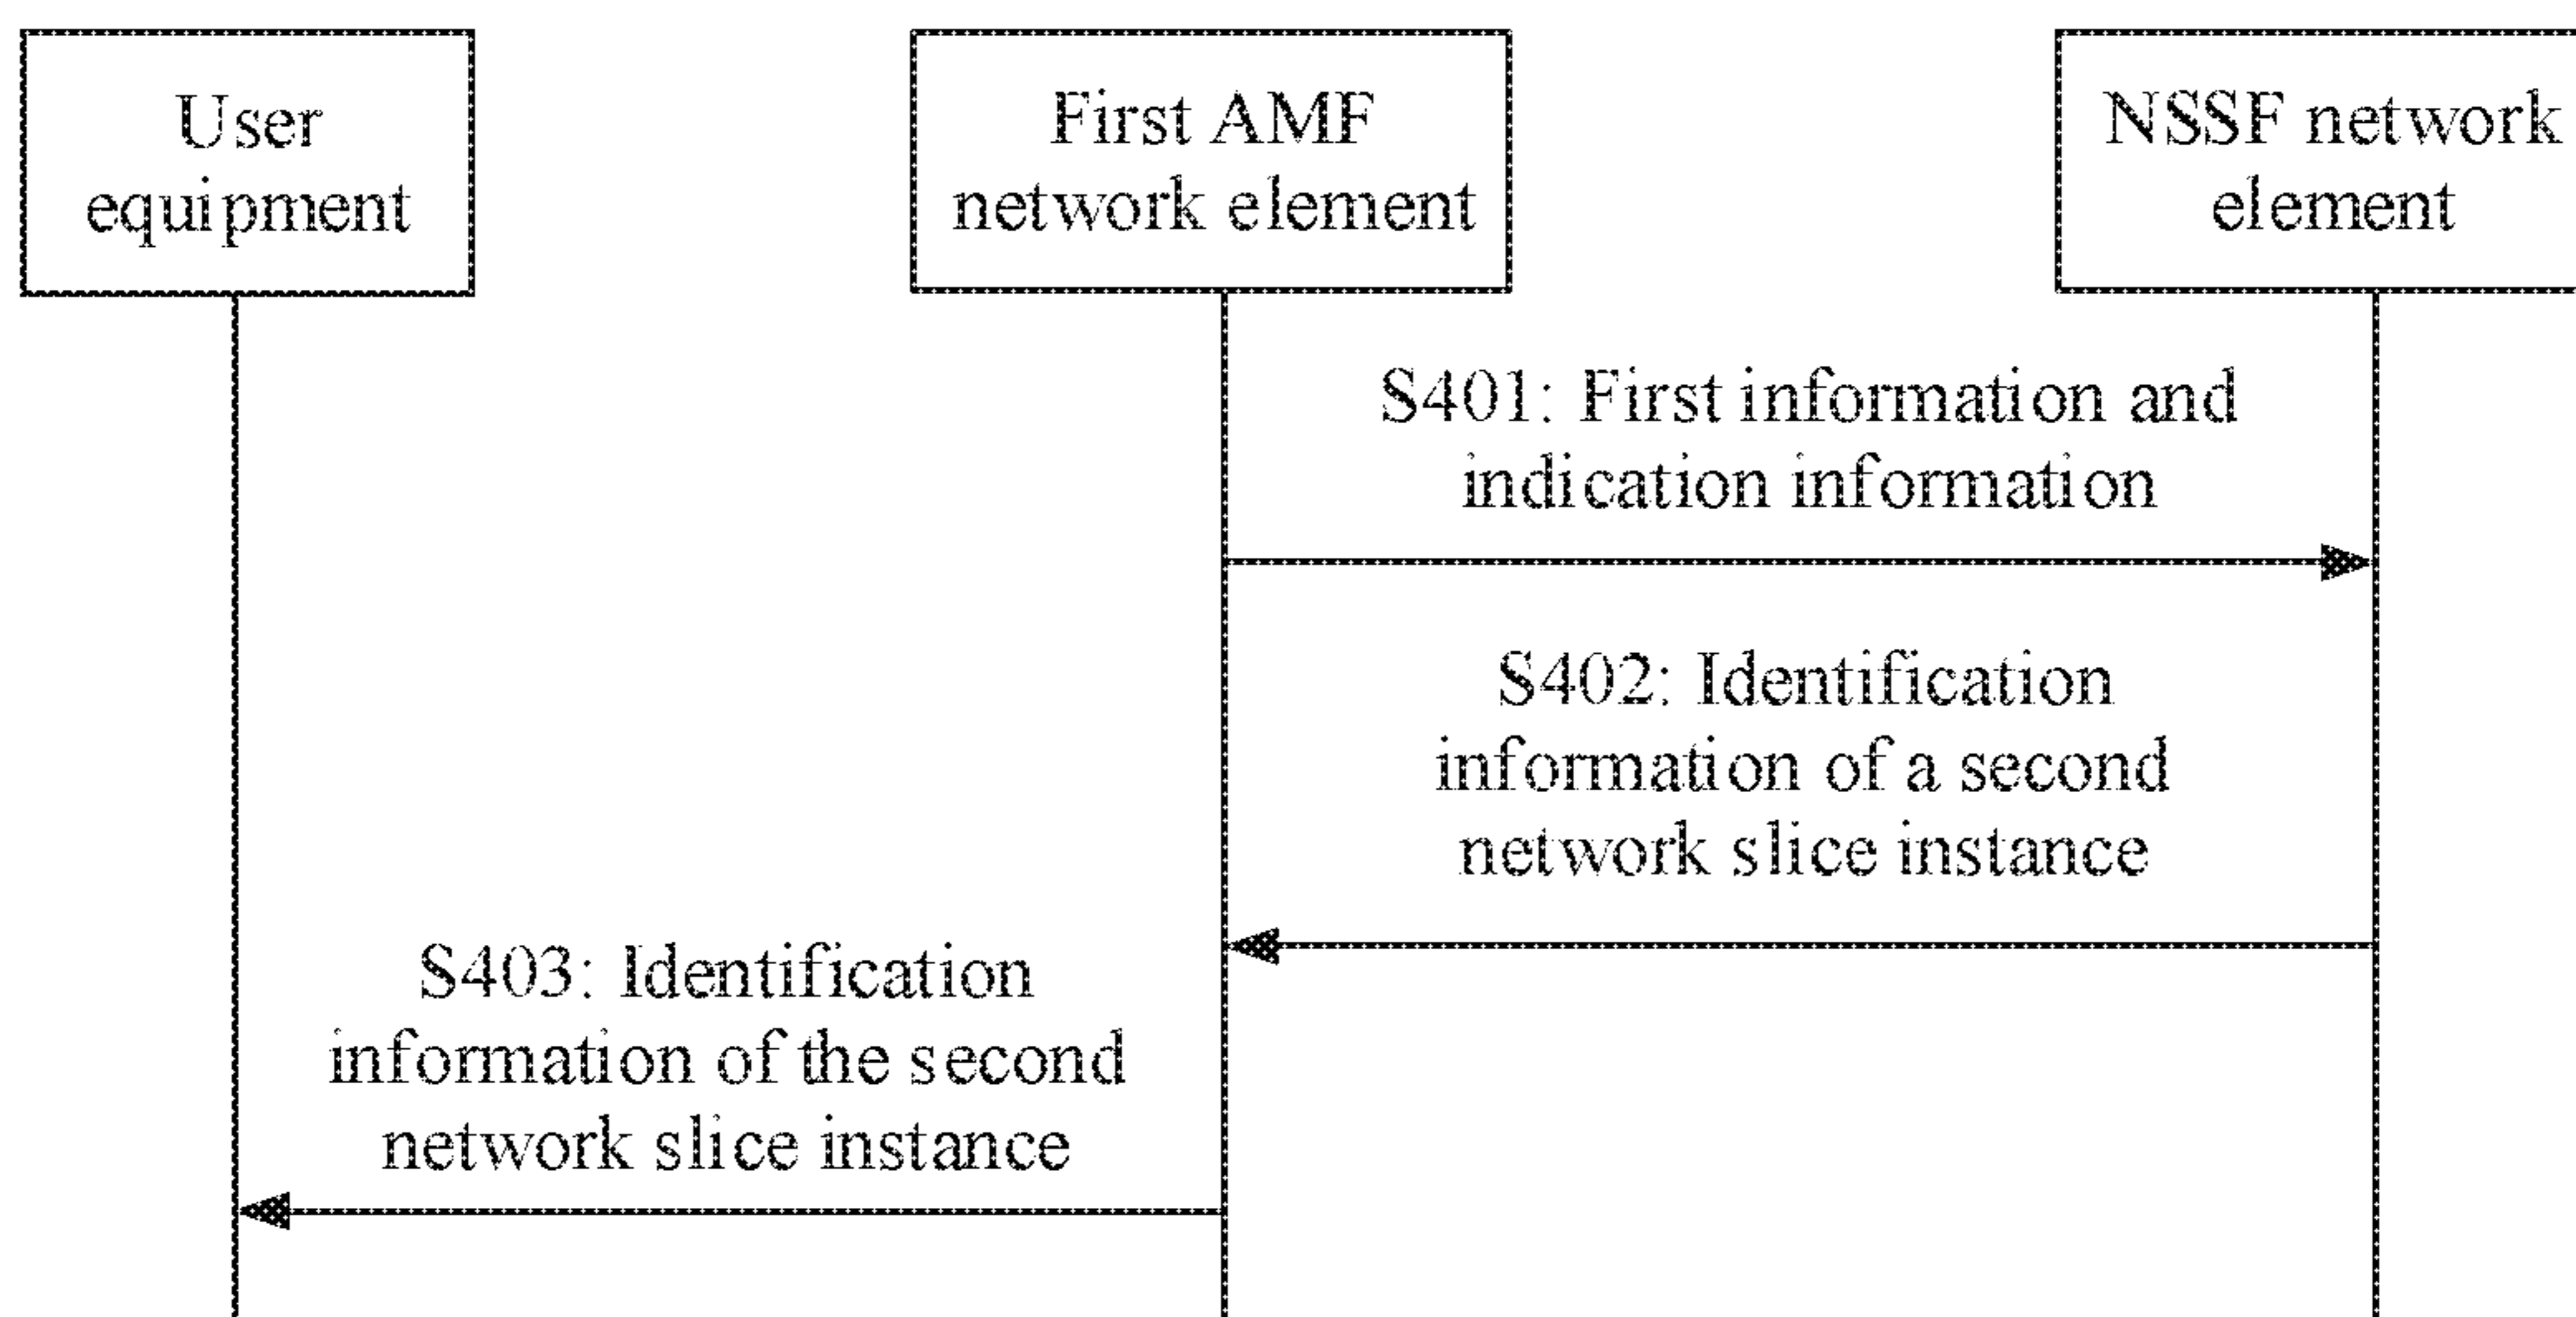 User
equipment
First AMF
network element
NSSF network
element
S401: First information and
indication information
S402: Identification
information of a second
network slice instance
S403: Identification
information of the second
network slice instance